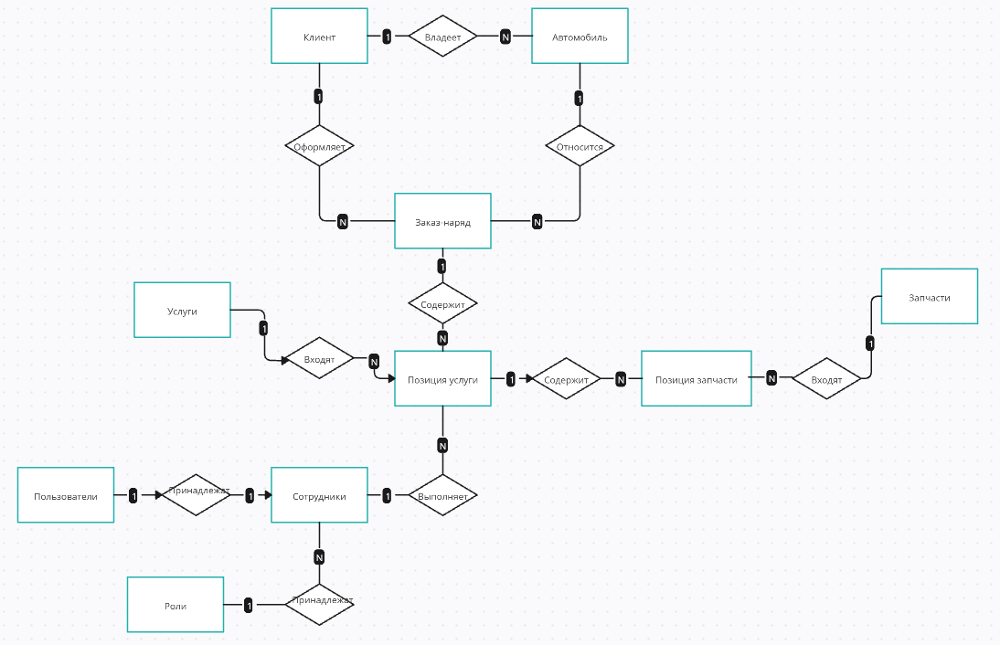 Клиент
1
Владеет
N
Автомобиль
1
1
Оформляет
Относится
N
Заказ-наряд
N
1
Услуги
Содержит
Запчасти
1
N
1
Входят
N
Позиция услуги
1
Содержит
N
Позиция запчасти
N
Входят
N
Пользователи
1
Принадлежат
1
Сотрудники
1
Выполняет
N
Роли
1
Принадлежат